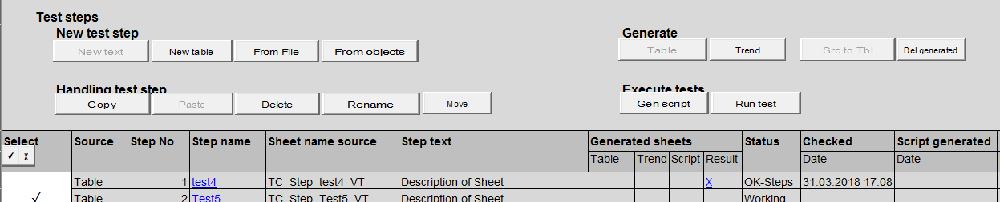 Test steps
New test step
Generate
New text New table From File From objects Table Trend Src to Tbl Del generated
Handling test step
Execute tests
Copy Paste Delete Rename Move Gen script Run test
Select Source Step No Step name Sheet name source Step text Generated sheets Status Checked Script generated
✓ X Table Trend Script Result Date Date
Table 1 test4 TC_Step_test4_VT Description of Sheet X OK-Steps 31.03.2018 17:08
✓ Table 2 Test5 TC_Step_Test5_VT Description of Sheet Working